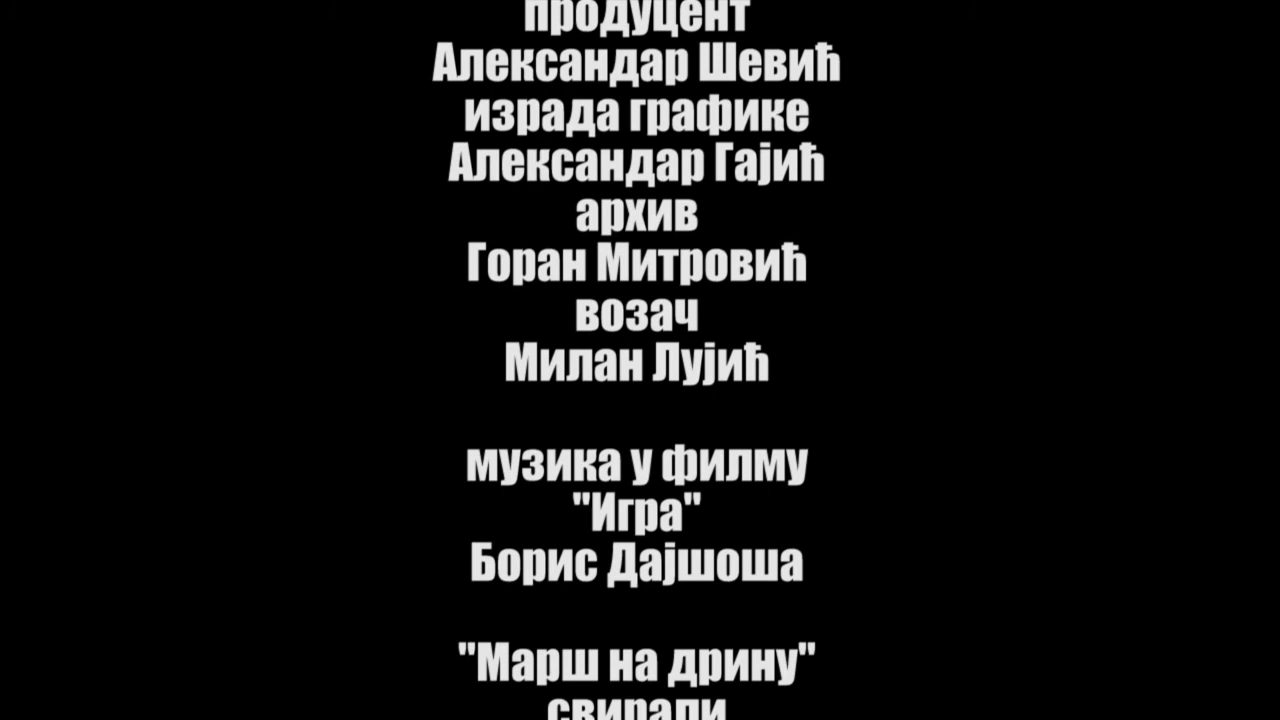 продуцент
Александар Шевић
израда графике
Александар Гајић
архив
Горан Митровић
возач
Милан Лујић
музика у филму
"Игра"
Борис Дајшоша
"Марш на дрину"
свирали